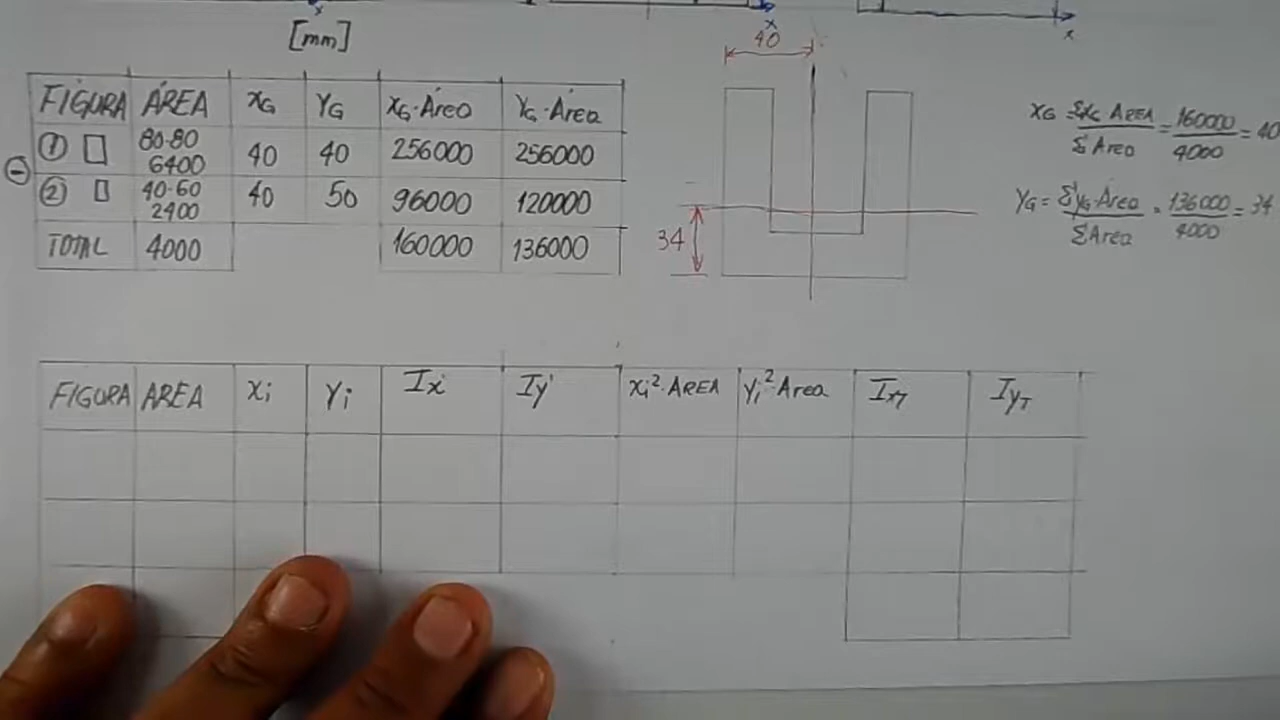 x
x
x
[mm]
40
FIGURA ÁREA XG YG XG·Área YG·Área
① 80·80 6400 40 40 256000 256000
⊖
② 40·60 2400 40 50 96000 120000
TOTAL 4000 160000 136000
34
XG = ΣXG AREA / Σ Area = 160000 / 4000 = 40
YG = ΣyG·Area / ΣArea = 136000 / 4000 = 34
FIGURA AREA Xi Yi Ix Iy Xi²·AREA Yi²·Area IxT IyT